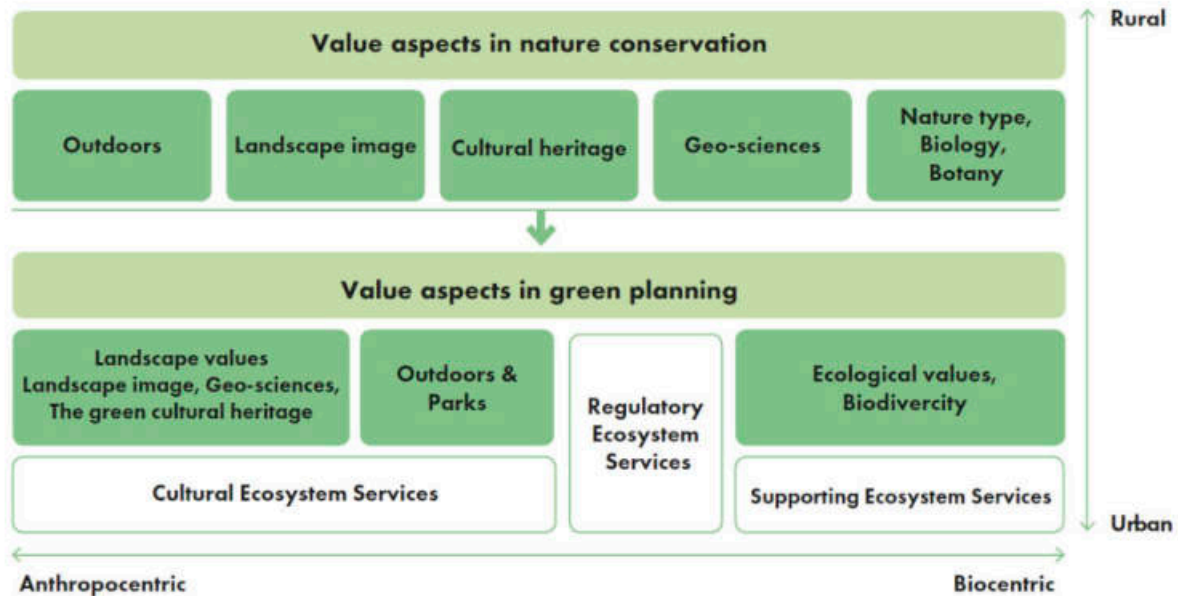 Rural
Value aspects in nature conservation
Outdoors
Landscape image
Cultural heritage
Geo-sciences
Nature type,
Biology,
Botany
Value aspects in green planning
Landscape values
Landscape image, Geo-sciences,
The green cultural heritage
Outdoors &
Parks
Regulatory
Ecosystem
Services
Ecological values,
Biodivercity
Cultural Ecosystem Services
Supporting Ecosystem Services
Urban
Anthropocentric
Biocentric